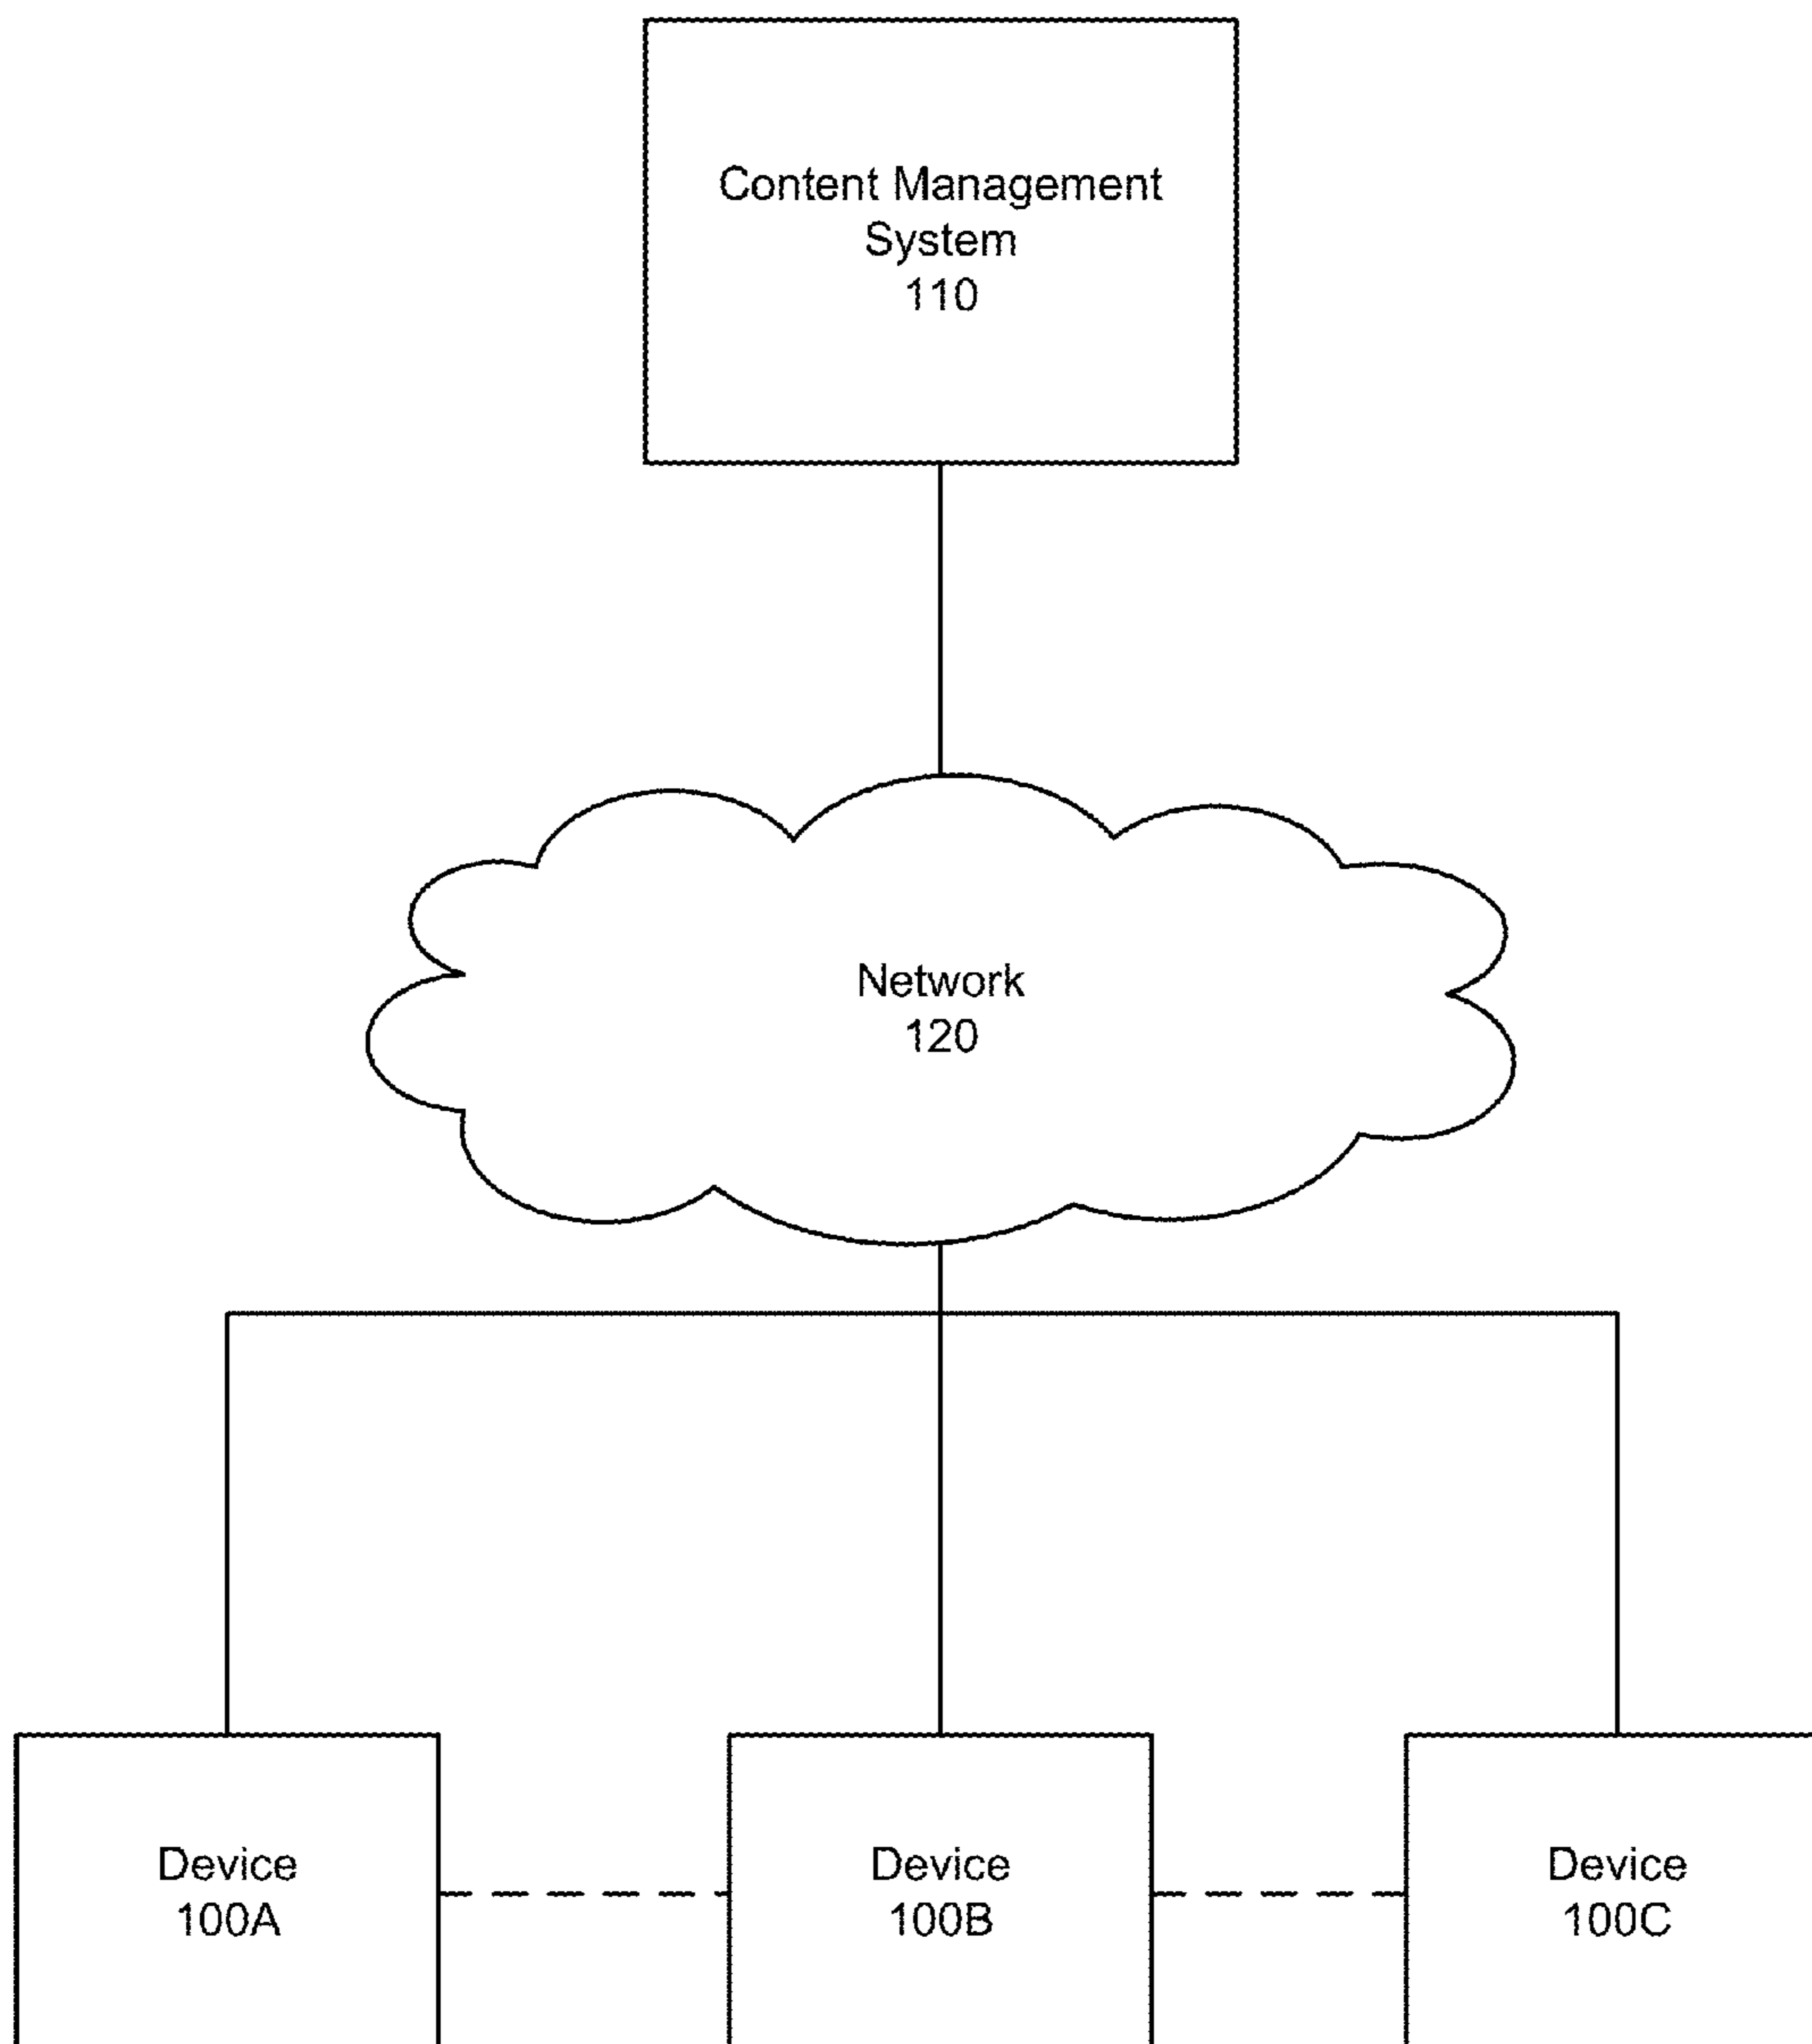 Content Management
System
110
Network
120
Device
100A
Device
100B
Device
100C